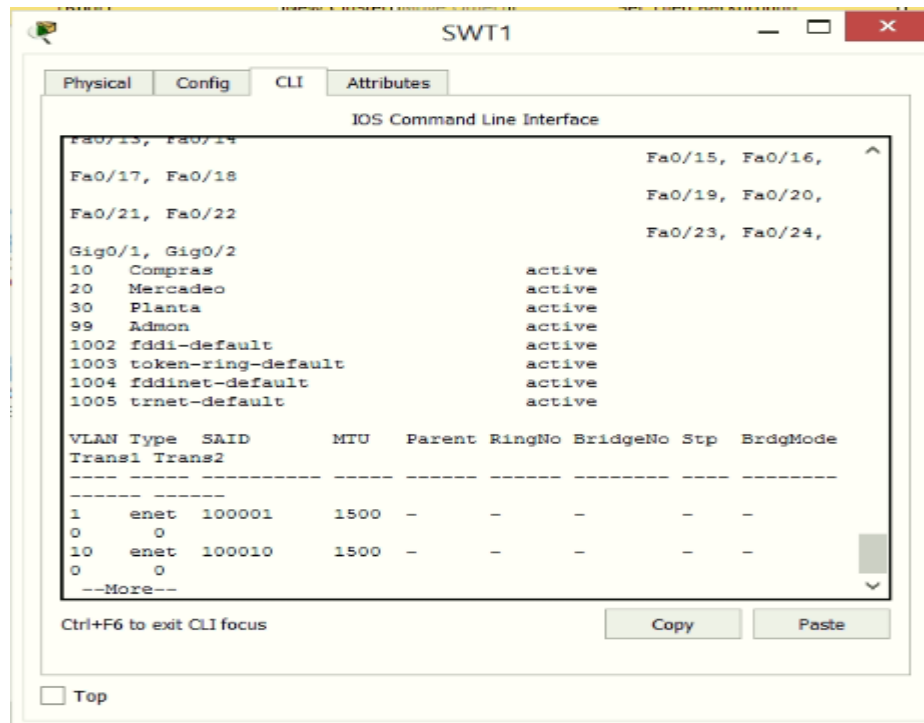 SWT1
Physical Config CLI Attributes
IOS Command Line Interface
Fa0/13, Fa0/14
Fa0/15, Fa0/16,
Fa0/17, Fa0/18
Fa0/19, Fa0/20,
Fa0/21, Fa0/22
Fa0/23, Fa0/24,
Gig0/1, Gig0/2
10 Compras active
20 Mercadeo active
30 Planta active
99 Admon active
1002 fddi-default active
1003 token-ring-default active
1004 fddinet-default active
1005 trnet-default active
VLAN Type SAID MTU Parent RingNo BridgeNo Stp BrdgMode
Trans1 Trans2
---- ----- ---------- ----- ------ ------ -------- ---- --------
------ ------
1 enet 100001 1500 - - - - -
0 0
10 enet 100010 1500 - - - - -
0 0
--More--
Ctrl+F6 to exit CLI focus Copy Paste
Top